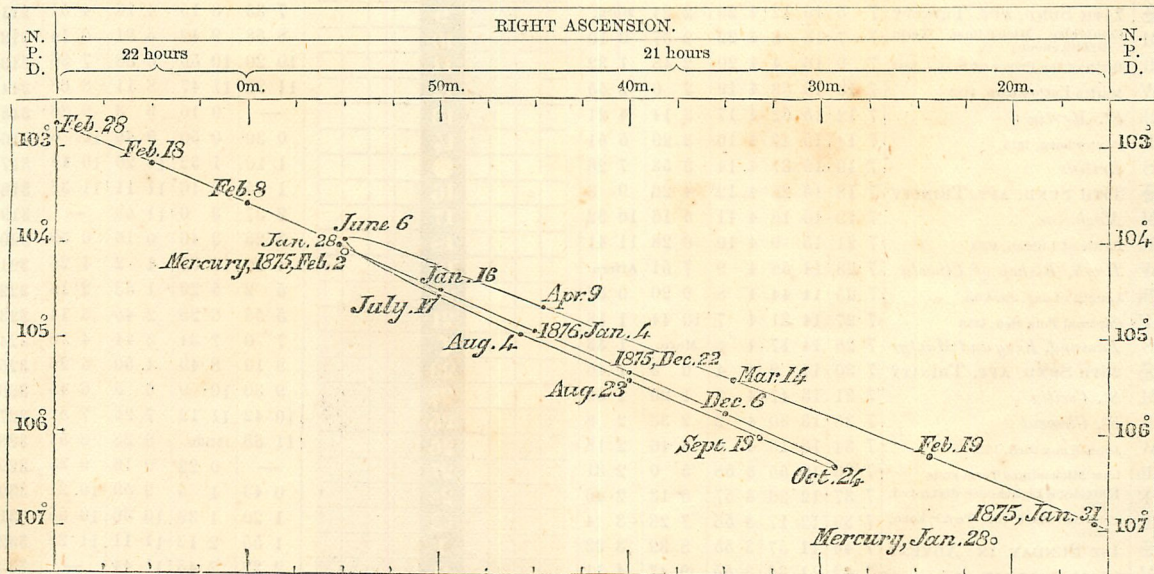 RIGHT ASCENSION.
N. P. D.
22 hours
21 hours
N. P. D.
0m.
50m.
40m.
30m.
20m.
103°
103°
104°
104°
105°
105°
106°
106°
107°
107°
Feb. 28
Feb. 18
Feb. 8
June 6
Jan. 28
Mercury, 1875, Feb. 2
Jan. 16
July. 17
Apr. 9
Aug. 4
1876, Jan. 4
1875, Dec. 22
Aug. 23
Mar. 14
Dec. 6
Sept. 19
Feb. 19
Oct. 24
1875, Jan. 31
Mercury, Jan. 28